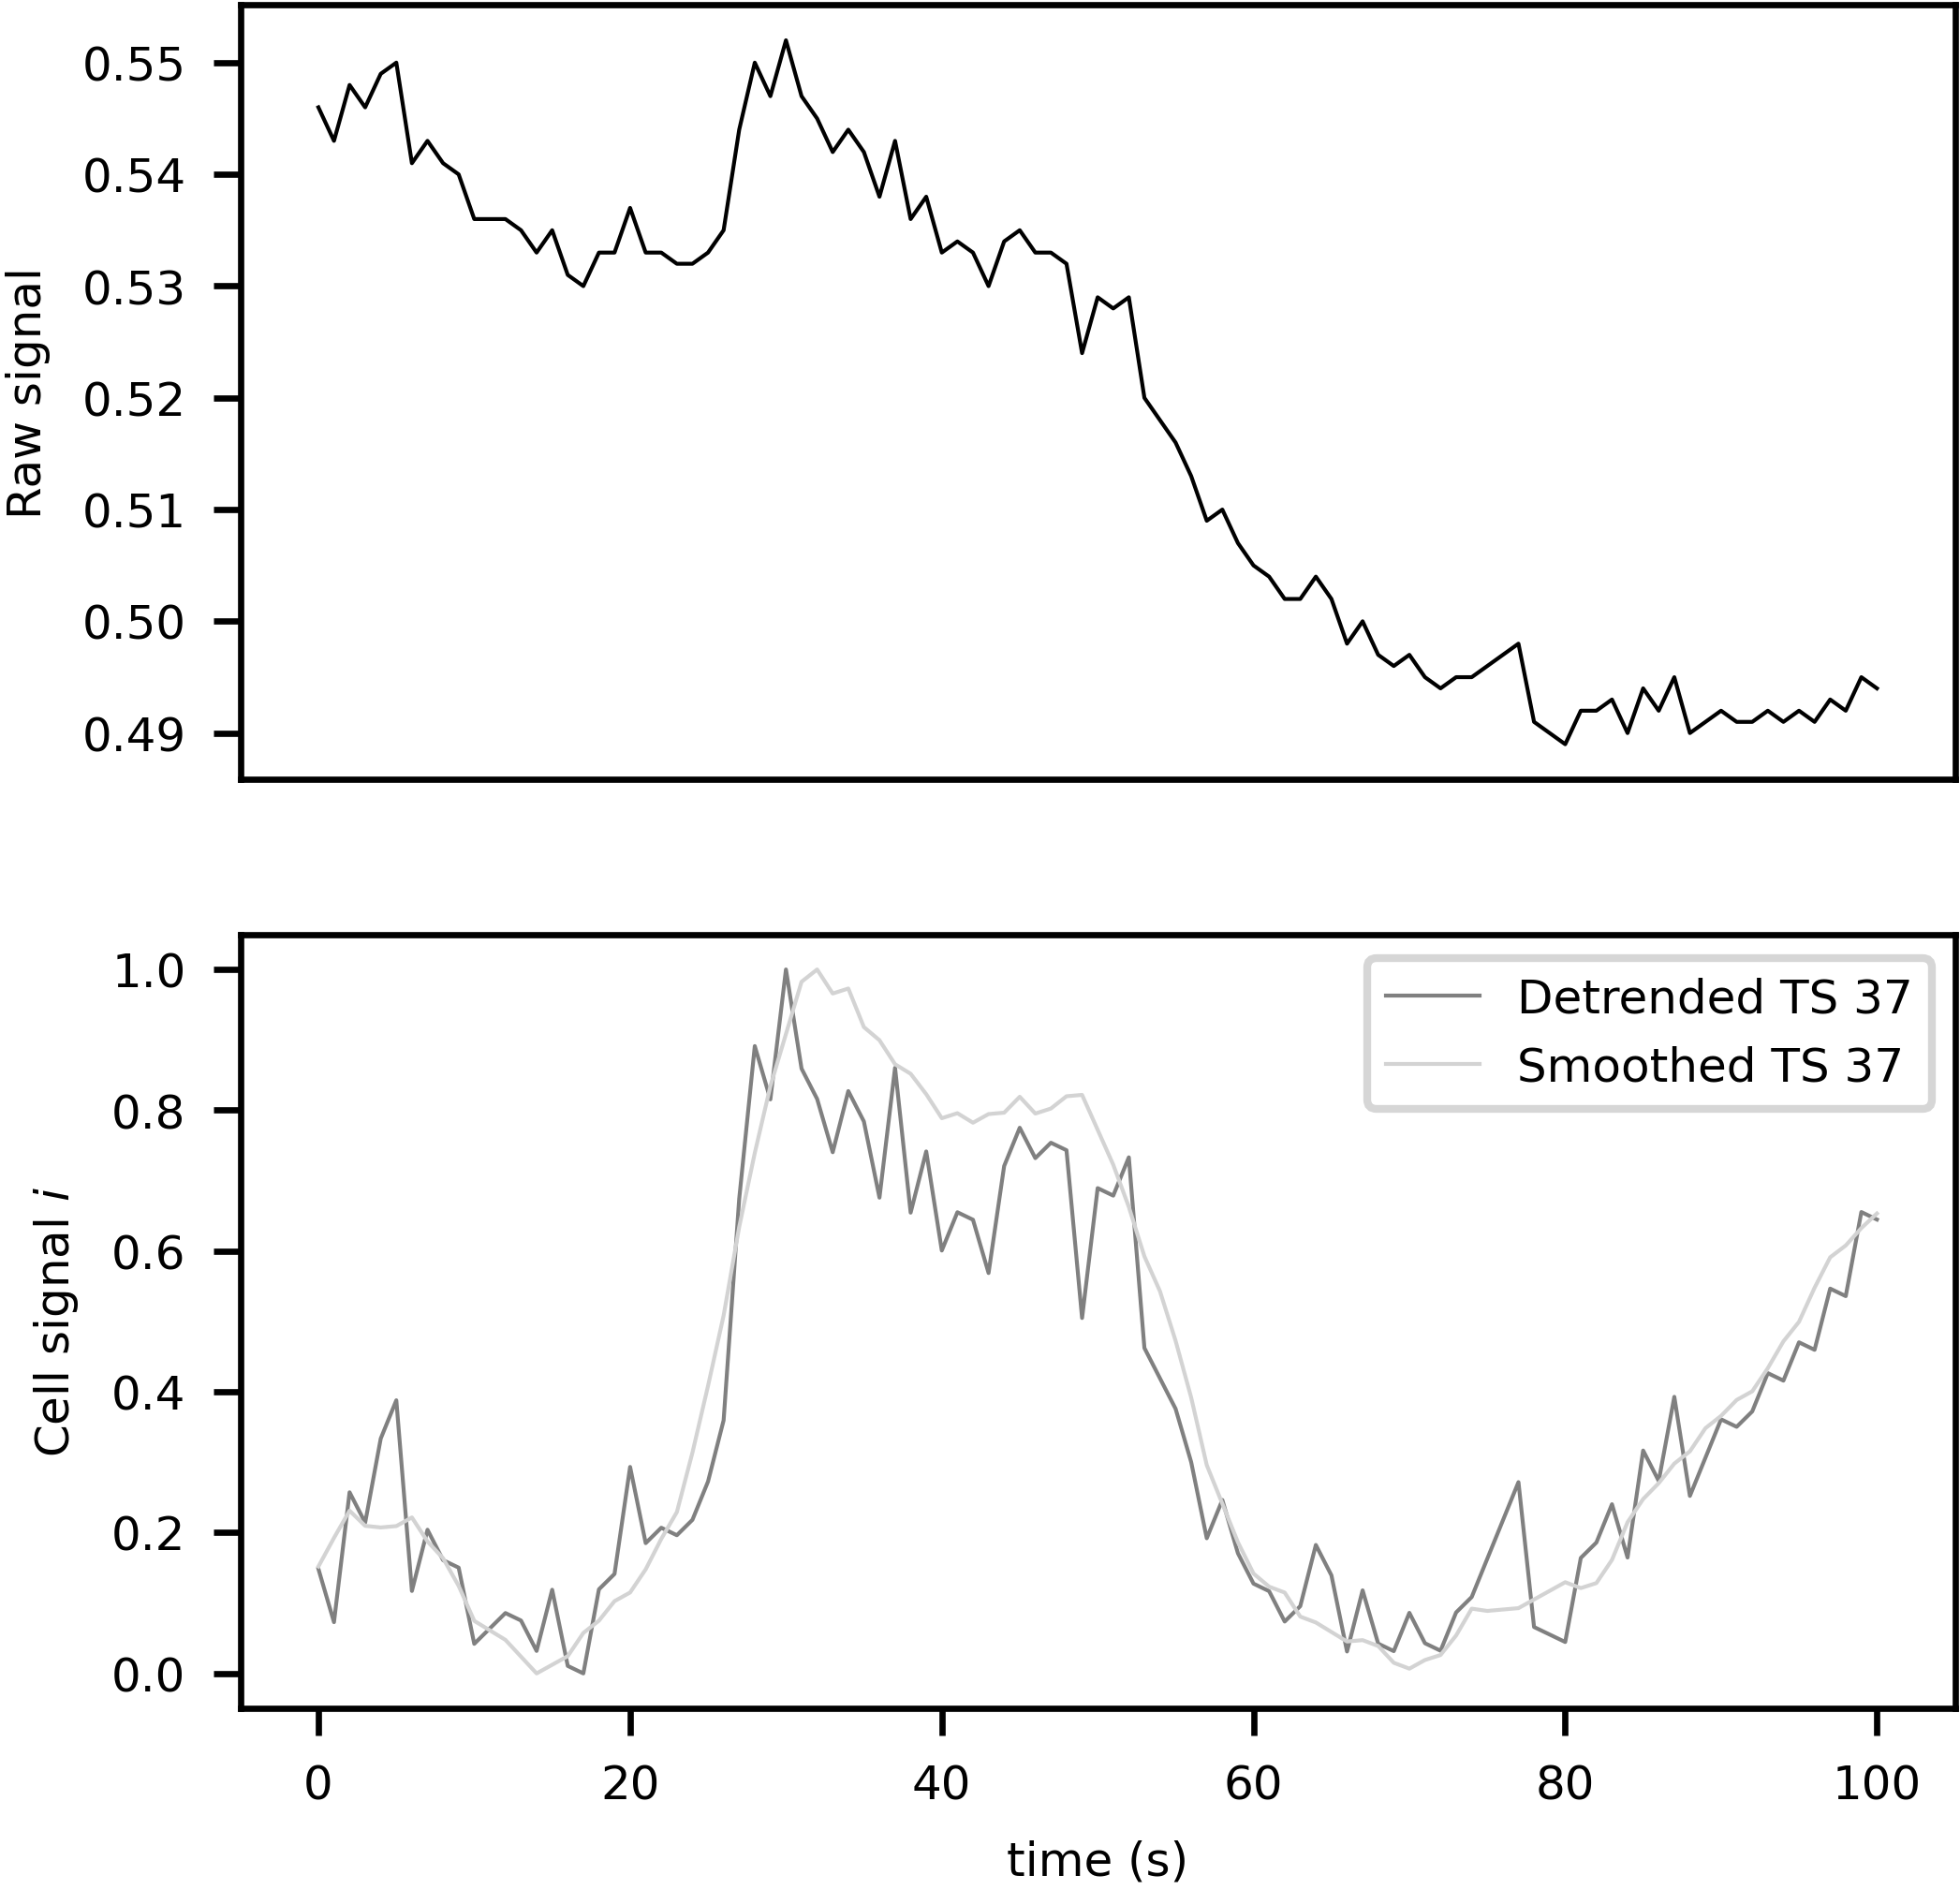 Raw signal
0.55
0.54
0.53
0.52
0.51
0.50
0.49
Cell signal i
1.0
0.8
0.6
0.4
0.2
0.0
Detrended TS 37
Smoothed TS 37
0 20 40 60 80 100
time (s)